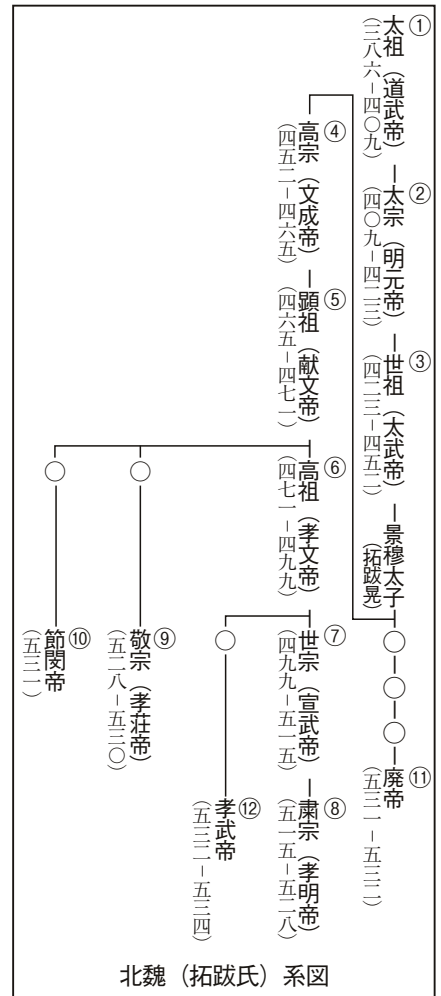 ① 太祖（道武帝）
（三八六－四〇九）
② 太宗（明元帝）
（四〇九－四二三）
③ 世祖（太武帝）
（四二三－四五二）
景穆太子
（拓跋晃）
〇
〇
〇
⑪ 廃帝
（五三一－五三二）
④ 高宗（文成帝）
（四五二－四六五）
⑤ 顕祖（献文帝）
（四六五－四七一）
⑥ 高祖（孝文帝）
（四七一－四九九）
⑦ 世宗（宣武帝）
（四九九－五一五）
⑧ 粛宗（孝明帝）
（五一五－五二八）
〇
⑫ 孝武帝
（五三二－五三四）
〇
⑨ 敬宗（孝荘帝）
（五二八－五三〇）
〇
⑩ 節閔帝
（五三一）
北魏（拓跋氏）系図